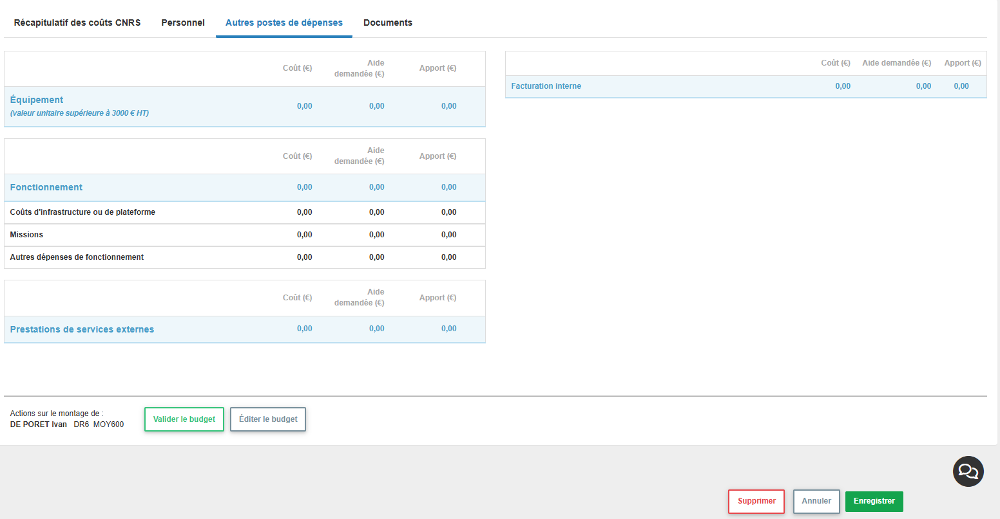 Récapitulatif des coûts CNRS Personnel Autres postes de dépenses Documents
Coût (€) Aide demandée (€) Apport (€)
Équipement 0,00 0,00 0,00
(valeur unitaire supérieure à 3000 € HT)
Coût (€) Aide demandée (€) Apport (€)
Fonctionnement 0,00 0,00 0,00
Coûts d'infrastructure ou de plateforme 0,00 0,00 0,00
Missions 0,00 0,00 0,00
Autres dépenses de fonctionnement 0,00 0,00 0,00
Coût (€) Aide demandée (€) Apport (€)
Prestations de services externes 0,00 0,00 0,00
Coût (€) Aide demandée (€) Apport (€)
Facturation interne 0,00 0,00 0,00
Actions sur le montage de :
DE PORET Ivan DR6 MOY600
Valider le budget Éditer le budget
Supprimer Annuler Enregistrer